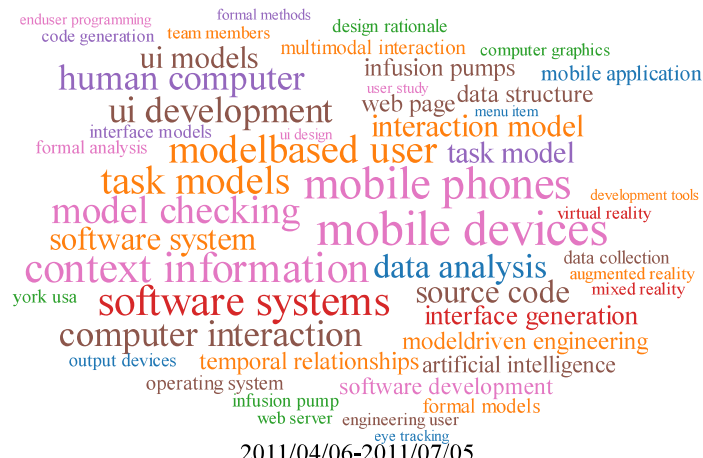 enduser programming
formal methods
code generation
team members
design rationale
ui models
multimodal interaction
computer graphics
human computer
infusion pumps
mobile application
user study
ui development
web page
data structure
menu item
interface models
ui design
interaction model
formal analysis
modelbased user
task model
task models
mobile phones
development tools
model checking
virtual reality
mobile devices
software system
data collection
context information
data analysis
augmented reality
york usa
software systems
source code
mixed reality
interface generation
computer interaction
modeldriven engineering
output devices
temporal relationships
artificial intelligence
operating system
software development
infusion pump
formal models
web server
engineering user
eye tracking
2011/04/06-2011/07/05